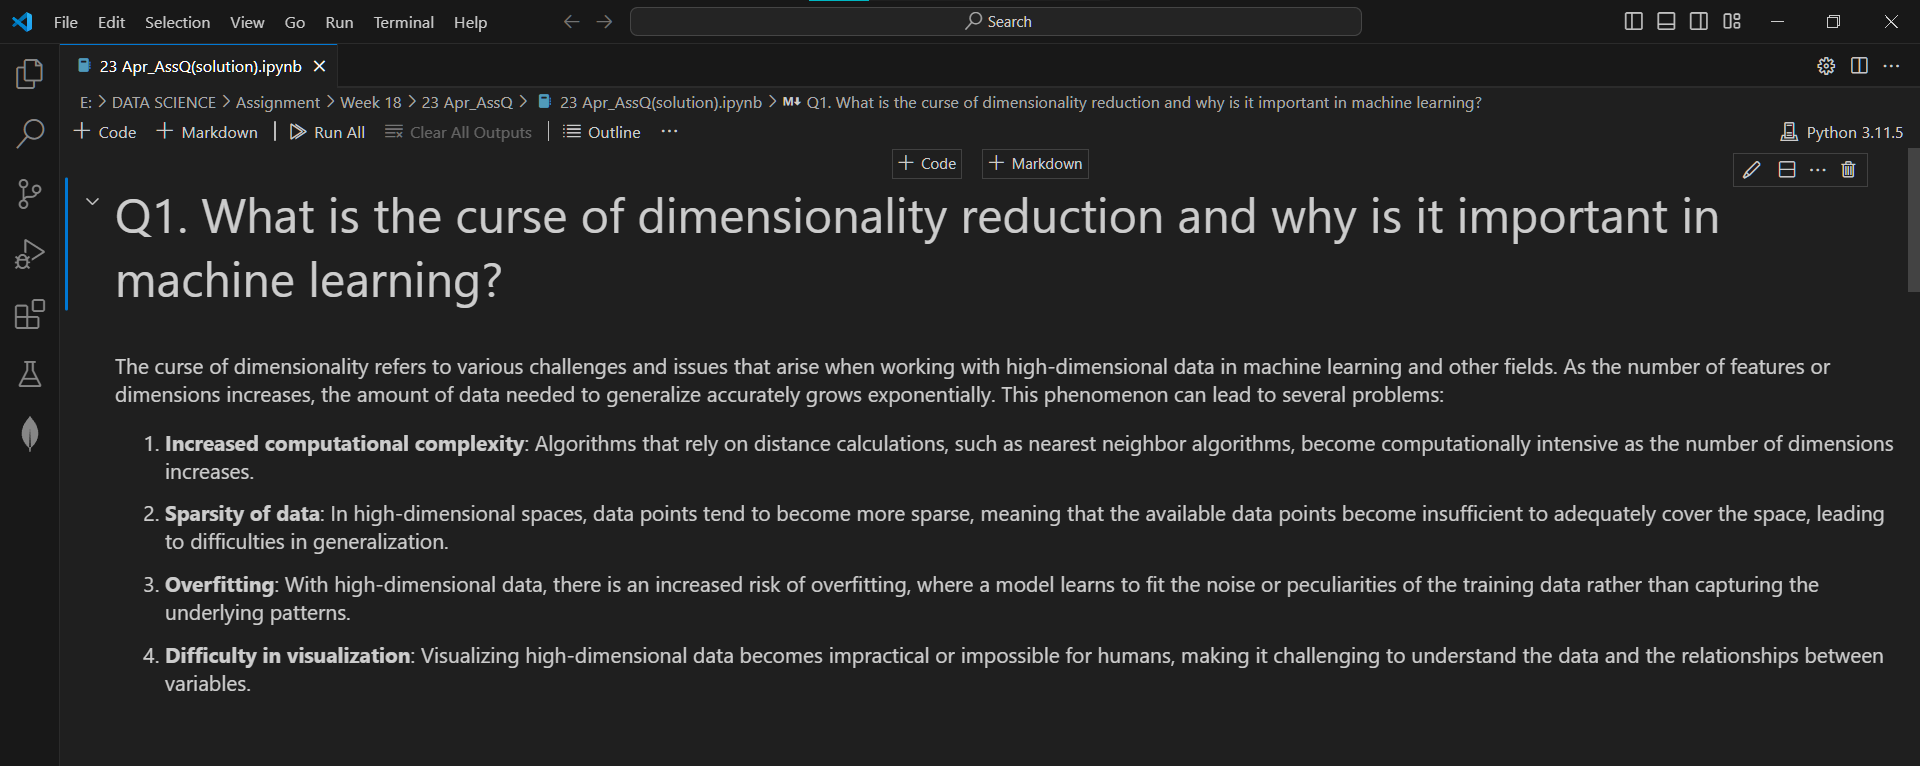 File Edit Selection View Go Run Terminal Help
Search
23 Apr_AssQ(solution).ipynb
E: > DATA SCIENCE > Assignment > Week 18 > 23 Apr_AssQ > 23 Apr_AssQ(solution).ipynb > M↓ Q1. What is the curse of dimensionality reduction and why is it important in machine learning?
+ Code + Markdown | Run All Clear All Outputs | Outline ···
Python 3.11.5
+ Code + Markdown
Q1. What is the curse of dimensionality reduction and why is it important in
machine learning?
The curse of dimensionality refers to various challenges and issues that arise when working with high-dimensional data in machine learning and other fields. As the number of features or
dimensions increases, the amount of data needed to generalize accurately grows exponentially. This phenomenon can lead to several problems:
1. Increased computational complexity: Algorithms that rely on distance calculations, such as nearest neighbor algorithms, become computationally intensive as the number of dimensions
increases.
2. Sparsity of data: In high-dimensional spaces, data points tend to become more sparse, meaning that the available data points become insufficient to adequately cover the space, leading
to difficulties in generalization.
3. Overfitting: With high-dimensional data, there is an increased risk of overfitting, where a model learns to fit the noise or peculiarities of the training data rather than capturing the
underlying patterns.
4. Difficulty in visualization: Visualizing high-dimensional data becomes impractical or impossible for humans, making it challenging to understand the data and the relationships between
variables.